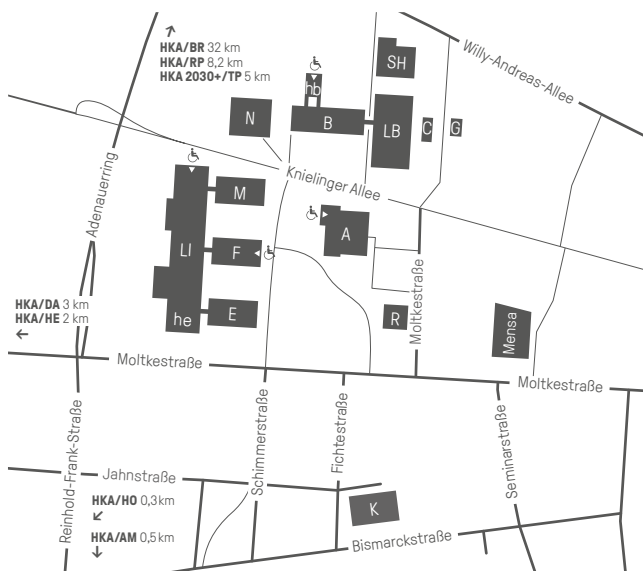 HKA/BR 32 km
HKA/RP 8,2 km
HKA 2030+/TP 5 km
Willy-Andreas-Allee
SH
hb
N
B
LB
C
G
Knielinger Allee
Adenauerring
M
A
LI
F
he
E
R
Moltkestraße
Mensa
HKA/DA 3 km
HKA/HE 2 km
Moltkestraße
Moltkestraße
Reinhold-Frank-Straße
Schimmerstraße
Fichtestraße
Seminarstraße
Jahnstraße
HKA/HO 0,3 km
K
HKA/AM 0,5 km
Bismarckstraße